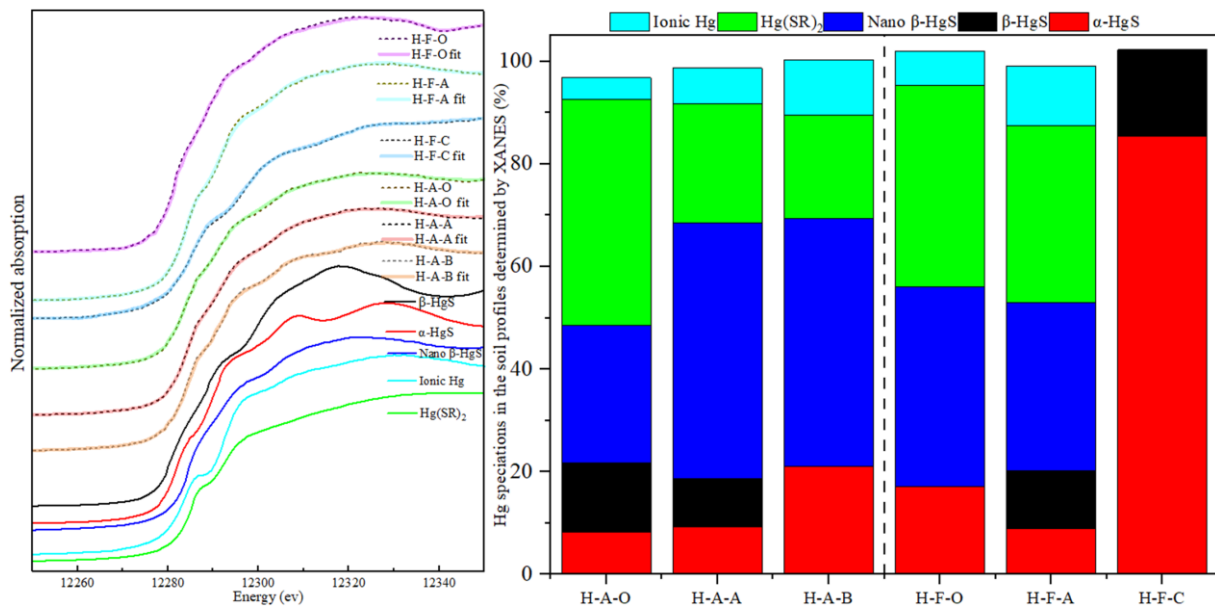 Normalized absorption
H-F-O
H-F-O fit
H-F-A
H-F-A fit
H-F-C
H-F-C fit
H-A-O
H-A-O fit
H-A-A
H-A-A fit
H-A-B
H-A-B fit
β-HgS
α-HgS
Nano β-HgS
Ionic Hg
Hg(SR)2
12260 12280 12300 12320 12340
Energy (ev)
Ionic Hg Hg(SR)2 Nano β-HgS β-HgS α-HgS
Hg speciations in the soil profiles determined by XANES (%)
100
80
60
40
20
0
H-A-O H-A-A H-A-B H-F-O H-F-A H-F-C